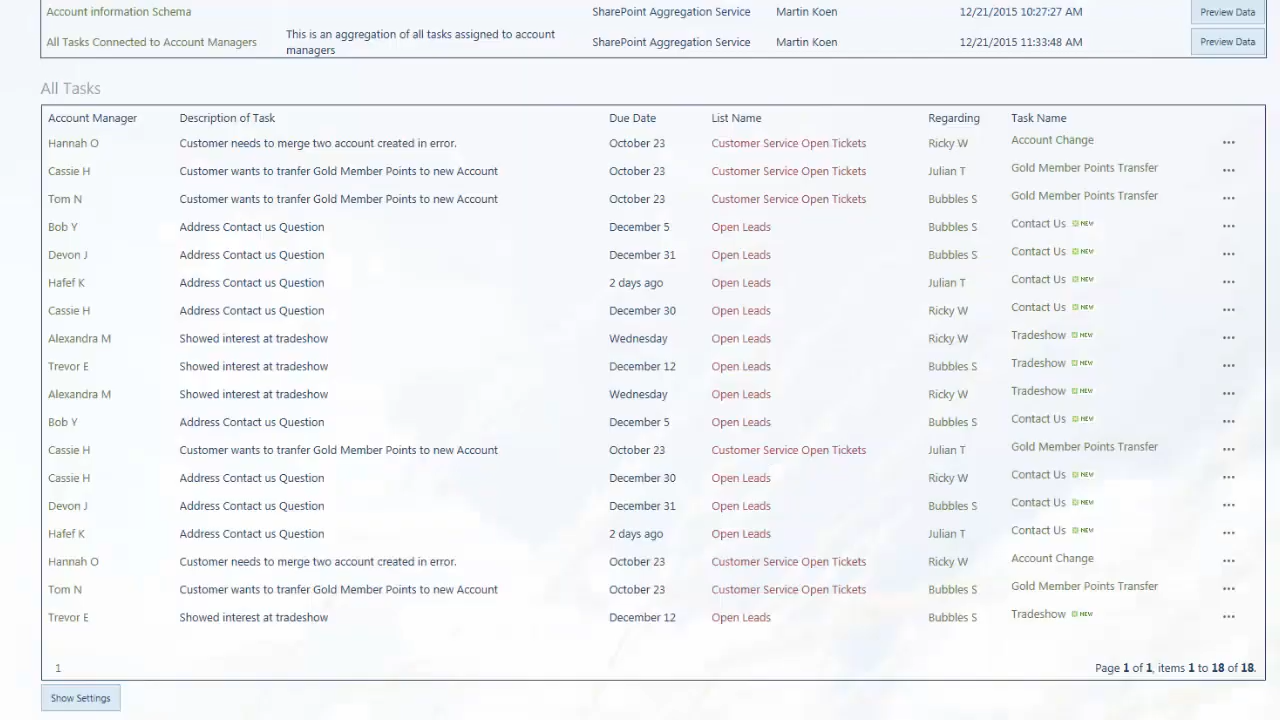 Account information Schema SharePoint Aggregation Service Martin Koen 12/21/2015 10:27:27 AM Preview Data
All Tasks Connected to Account Managers This is an aggregation of all tasks assigned to account managers SharePoint Aggregation Service Martin Koen 12/21/2015 11:33:48 AM Preview Data
All Tasks
Account Manager Description of Task Due Date List Name Regarding Task Name
Hannah O Customer needs to merge two account created in error. October 23 Customer Service Open Tickets Ricky W Account Change ...
Cassie H Customer wants to tranfer Gold Member Points to new Account October 23 Customer Service Open Tickets Julian T Gold Member Points Transfer ...
Tom N Customer wants to tranfer Gold Member Points to new Account October 23 Customer Service Open Tickets Bubbles S Gold Member Points Transfer ...
Bob Y Address Contact us Question December 5 Open Leads Bubbles S Contact Us NEW ...
Devon J Address Contact us Question December 31 Open Leads Bubbles S Contact Us NEW ...
Hafef K Address Contact us Question 2 days ago Open Leads Julian T Contact Us NEW ...
Cassie H Address Contact us Question December 30 Open Leads Ricky W Contact Us NEW ...
Alexandra M Showed interest at tradeshow Wednesday Open Leads Ricky W Tradeshow NEW ...
Trevor E Showed interest at tradeshow December 12 Open Leads Bubbles S Tradeshow NEW ...
Alexandra M Showed interest at tradeshow Wednesday Open Leads Ricky W Tradeshow NEW ...
Bob Y Address Contact us Question December 5 Open Leads Bubbles S Contact Us NEW ...
Cassie H Customer wants to tranfer Gold Member Points to new Account October 23 Customer Service Open Tickets Julian T Gold Member Points Transfer ...
Cassie H Address Contact us Question December 30 Open Leads Ricky W Contact Us NEW ...
Devon J Address Contact us Question December 31 Open Leads Bubbles S Contact Us NEW ...
Hafef K Address Contact us Question 2 days ago Open Leads Julian T Contact Us NEW ...
Hannah O Customer needs to merge two account created in error. October 23 Customer Service Open Tickets Ricky W Account Change ...
Tom N Customer wants to tranfer Gold Member Points to new Account October 23 Customer Service Open Tickets Bubbles S Gold Member Points Transfer ...
Trevor E Showed interest at tradeshow December 12 Open Leads Bubbles S Tradeshow NEW ...
1 Page 1 of 1, items 1 to 18 of 18.
Show Settings